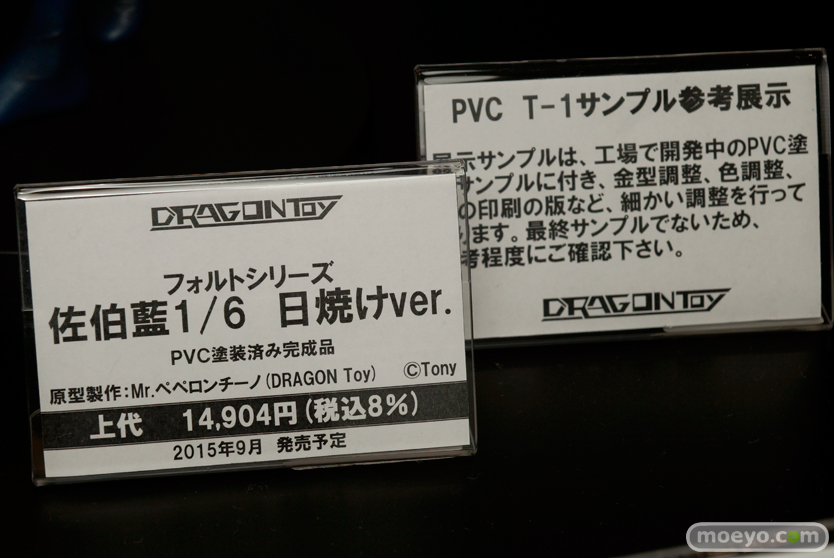 DRAGONToy
フォルトシリーズ
佐伯藍1/6 日焼けver.
PVC塗装済み完成品
原型製作:Mr.ペペロンチーノ(DRAGON Toy) ©Tony
上代 14,904円(税込8%)
2015年9月 発売予定
PVC T-1サンプル参考展示
示サンプルは、工場で開発中のPVC塗
サンプルに付き、金型調整、色調整、
の印刷の版など、細かい調整を行って
ます。最終サンプルでないため、
考程度にご確認下さい。
DRAGONToy
moeyo.com